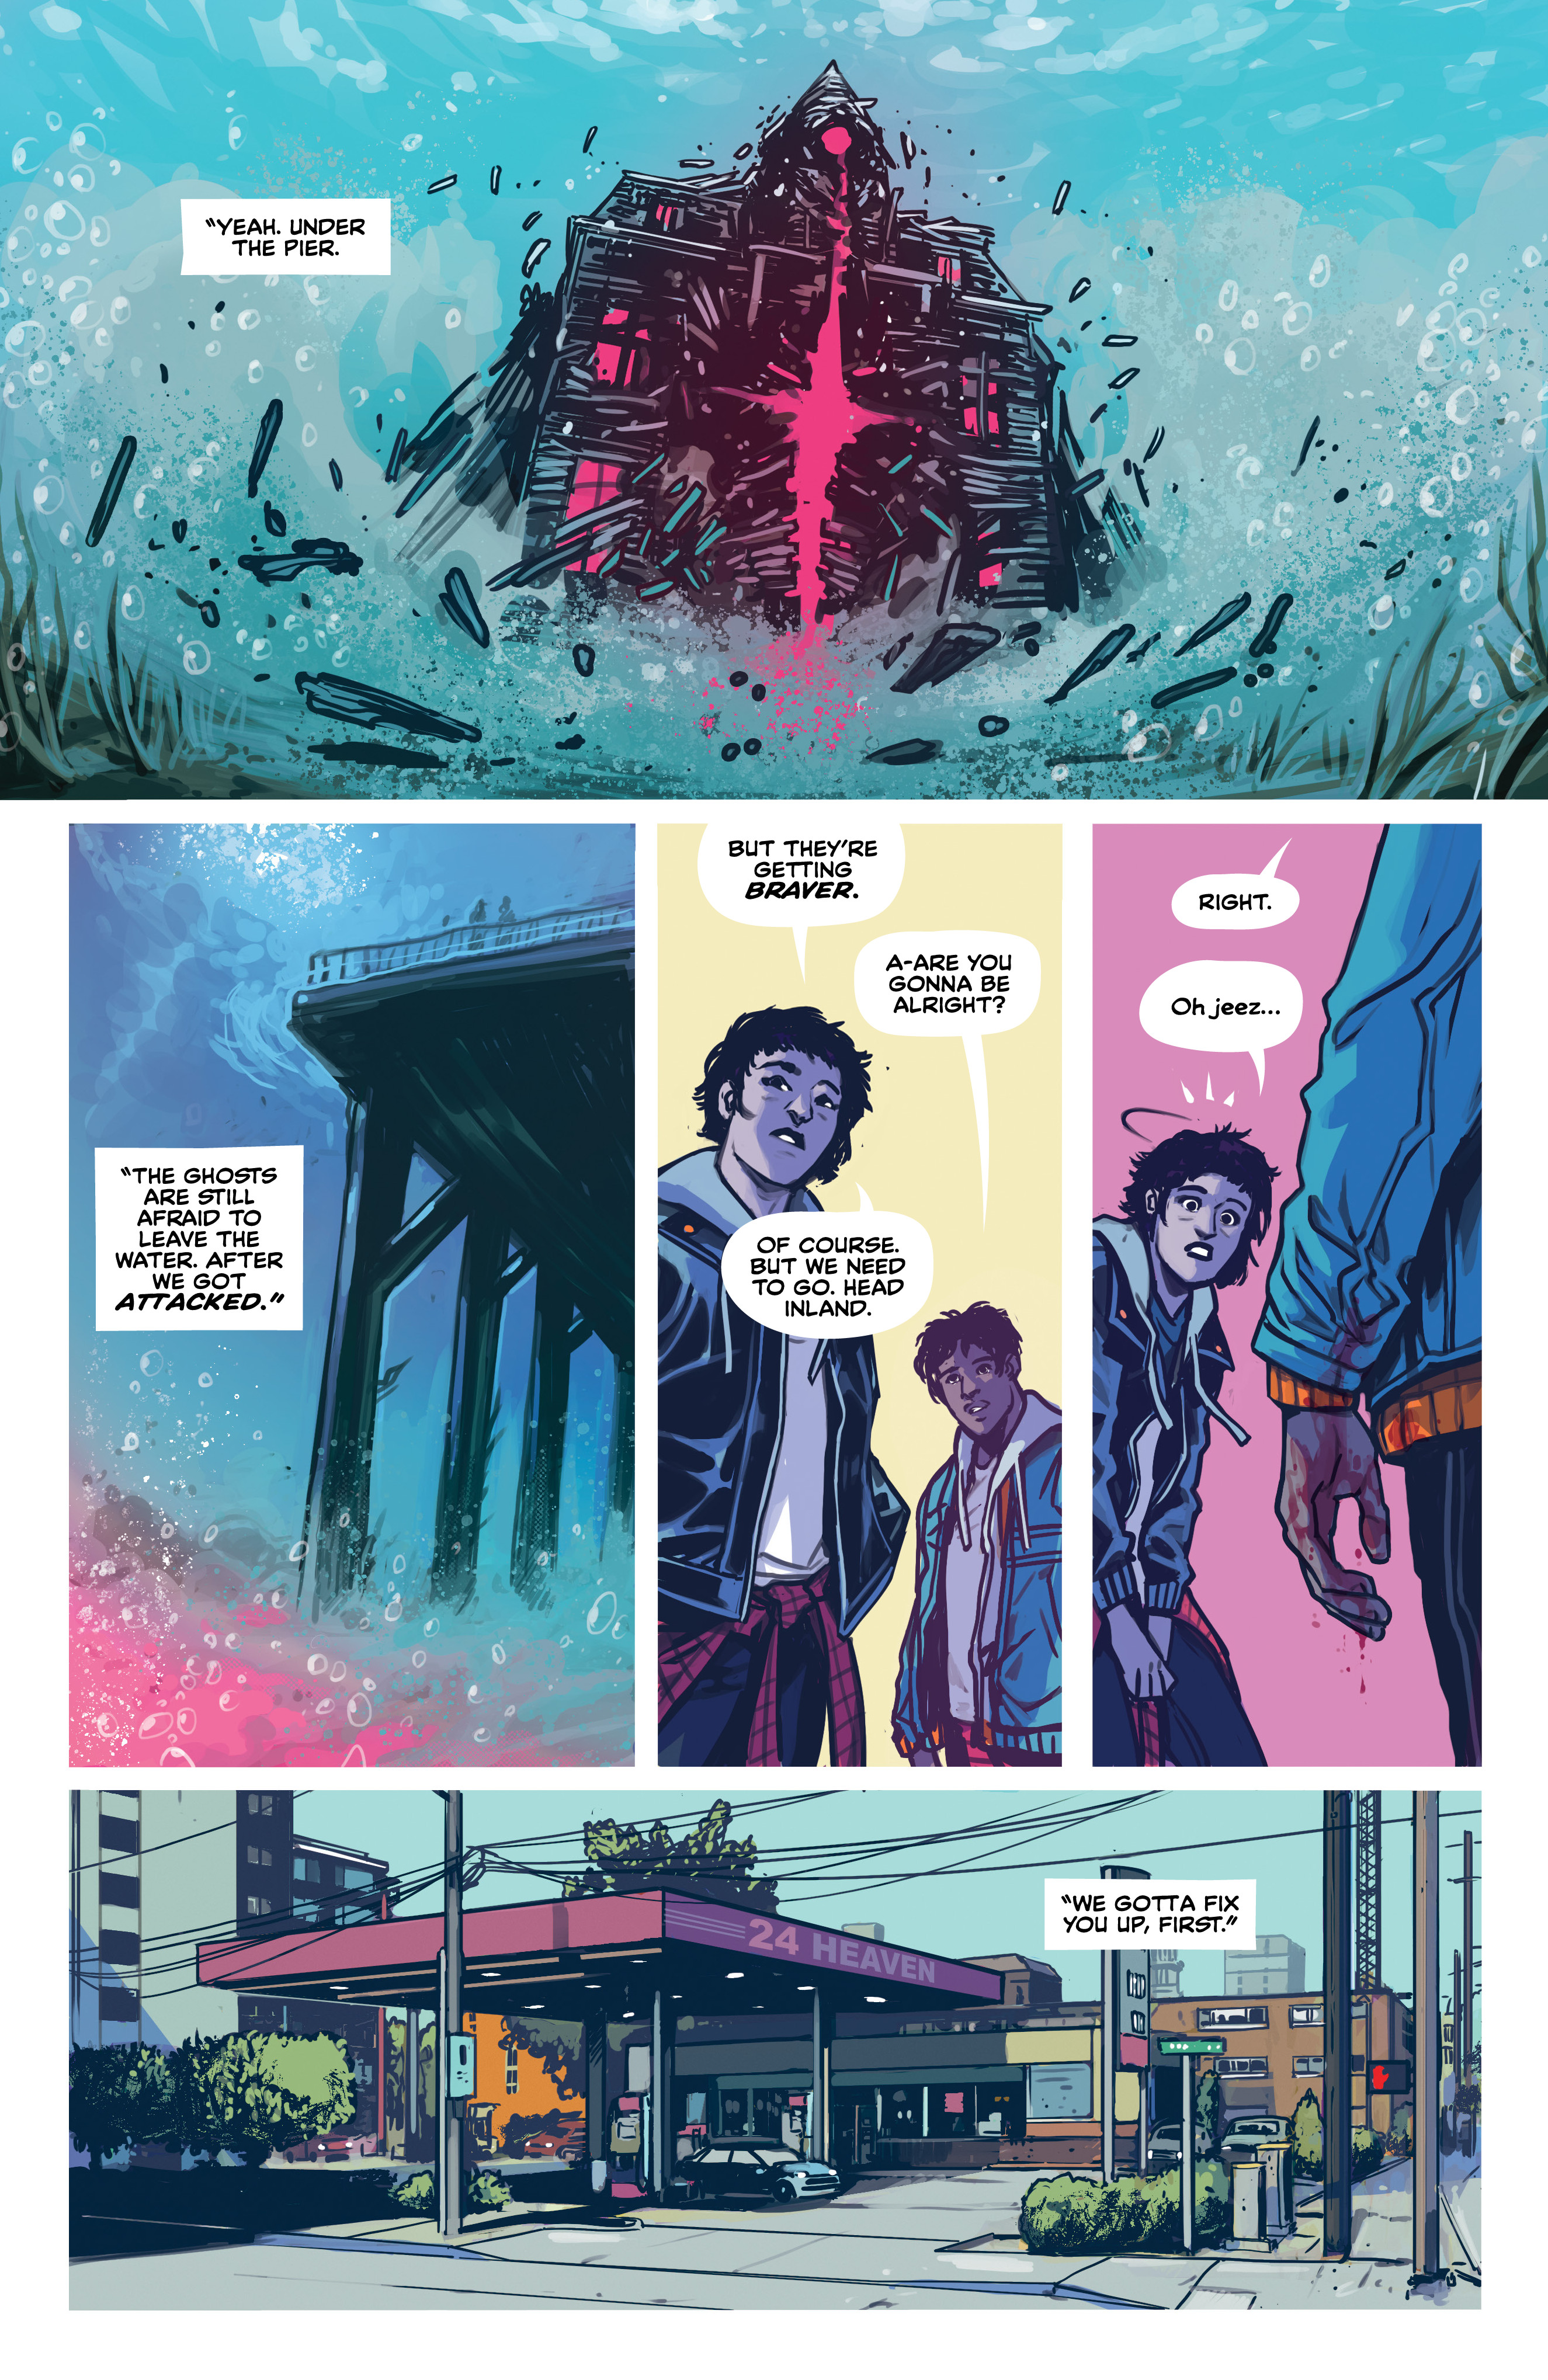 "YEAH. UNDER
THE PIER.
"THE GHOSTS
ARE STILL
AFRAID TO
LEAVE THE
WATER. AFTER
WE GOT
ATTACKED."
BUT THEY'RE
GETTING
BRAVER.
A-ARE YOU
GONNA BE
ALRIGHT?
OF COURSE.
BUT WE NEED
TO GO. HEAD
INLAND.
RIGHT.
Oh jeez...
"WE GOTTA FIX
YOU UP, FIRST."
24 HEAVEN